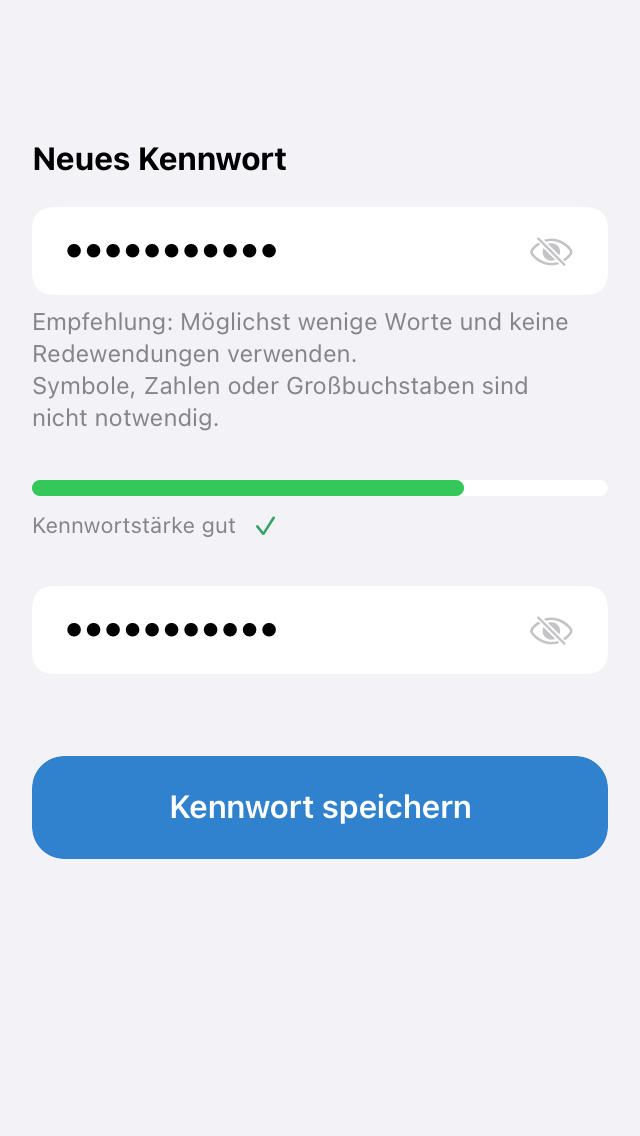 Neues Kennwort
•••••••••••
Empfehlung: Möglichst wenige Worte und keine
Redewendungen verwenden.
Symbole, Zahlen oder Großbuchstaben sind
nicht notwendig.
Kennwortstärke gut ✓
•••••••••••
Kennwort speichern